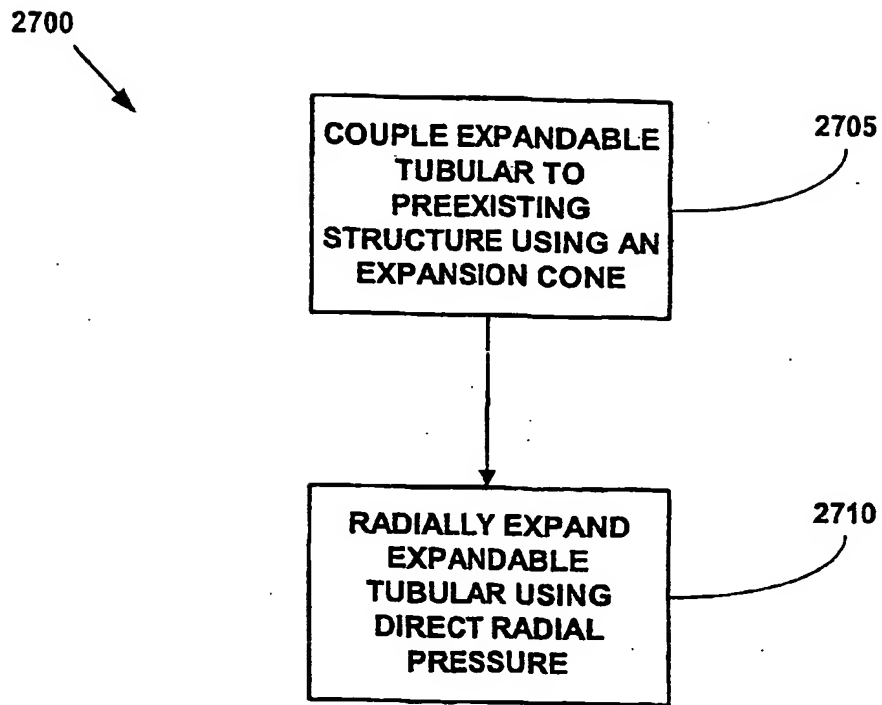 2700
COUPLE EXPANDABLE
TUBULAR TO
PREEXISTING
STRUCTURE USING AN
EXPANSION CONE
2705
RADIALLY EXPAND
EXPANDABLE
TUBULAR USING
DIRECT RADIAL
PRESSURE
2710